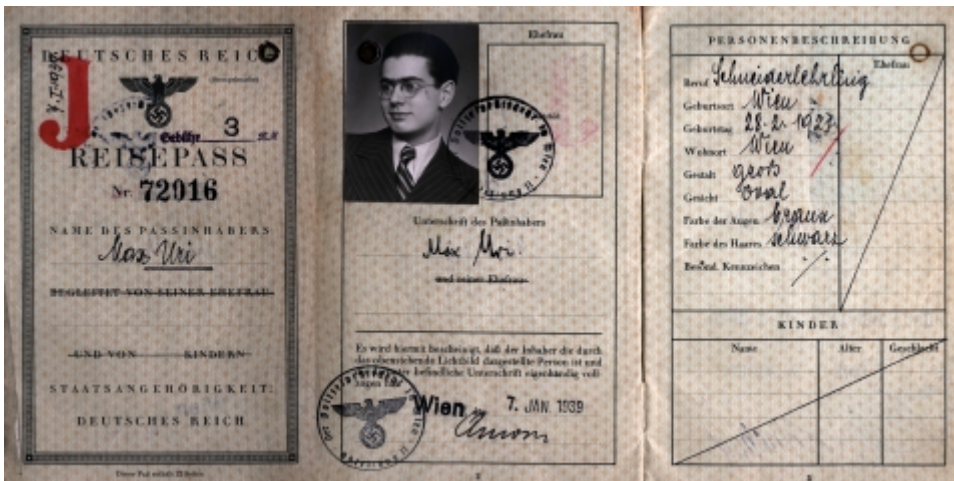 DEUTSCHES REICH
J
Gebühr 3 RM
REISEPASS
Nr. 72016
NAME DES PASSINHABERS
Max Uri
BEGLEITET VON SEINER EHEFRAU
UND VON KINDERN
STAATSANGEHÖRIGKEIT:
DEUTSCHES REICH
Ehefrau
Unterschrift des Paßinhabers
Max Uri
und seiner Ehefrau
Es wird hiermit bescheinigt, daß der Inhaber die durch
das obenstehende Lichtbild dargestellte Person ist und
befindliche Unterschrift eigenhändig voll-
zogen hat
Wien 7. JAN. 1939
1
PERSONENBESCHREIBUNG
Ehefrau
Beruf Schneiderlehrling
Geburtsort Wien
Geburtstag 28. 2. 1923
Wohnort Wien
Gestalt groß
Gesicht oval
Farbe der Augen braun
Farbe des Haares schwarz
Besond. Kennzeichen
KINDER
Name Alter Geschlecht